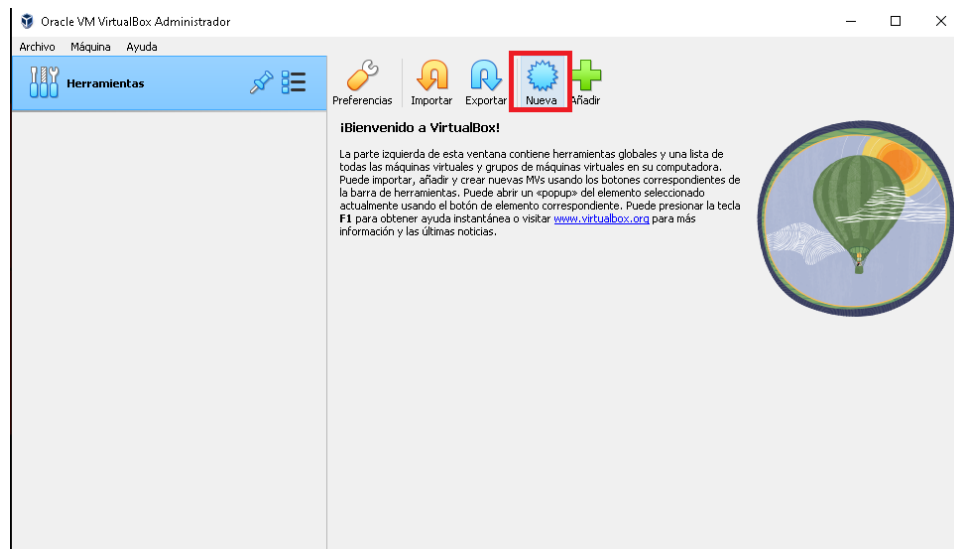 Oracle VM VirtualBox Administrador
Archivo Máquina Ayuda
Herramientas
Preferencias Importar Exportar Nueva Añadir
¡Bienvenido a VirtualBox!
La parte izquierda de esta ventana contiene herramientas globales y una lista de
todas las máquinas virtuales y grupos de máquinas virtuales en su computadora.
Puede importar, añadir y crear nuevas MVs usando los botones correspondientes de
la barra de herramientas. Puede abrir un «popup» del elemento seleccionado
actualmente usando el botón de elemento correspondiente. Puede presionar la tecla
F1 para obtener ayuda instantánea o visitar www.virtualbox.org para más
información y las últimas noticias.